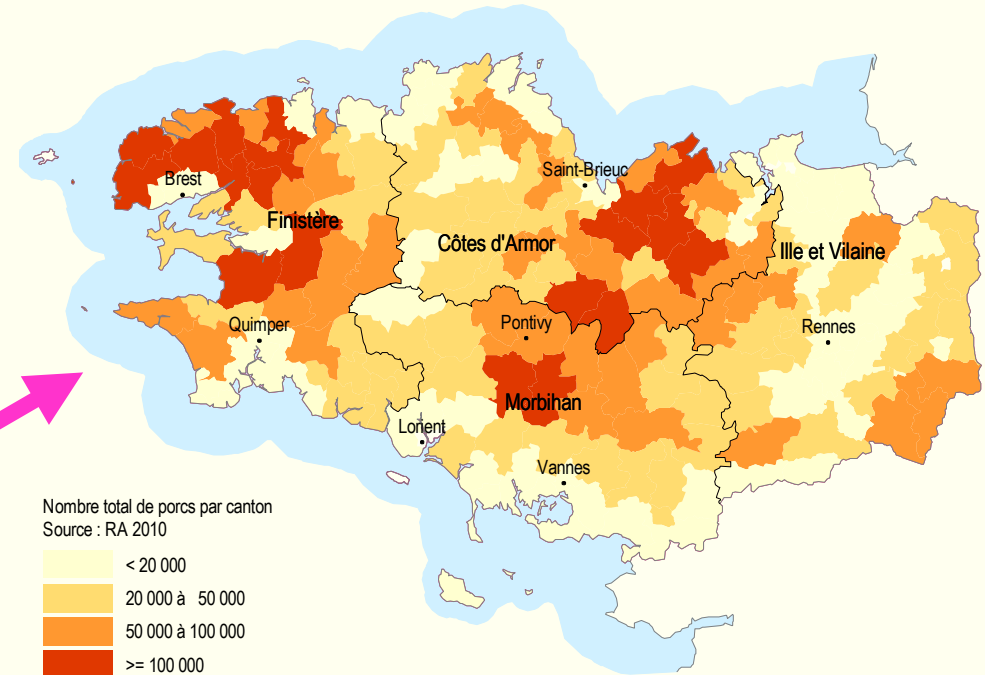 Saint-Brieuc
Brest
Finistère
Côtes d'Armor
Ille et Vilaine
Quimper
Pontivy
Rennes
Morbihan
Lorient
Vannes
Nombre total de porcs par canton
Source : RA 2010
< 20 000
20 000 à 50 000
50 000 à 100 000
>= 100 000